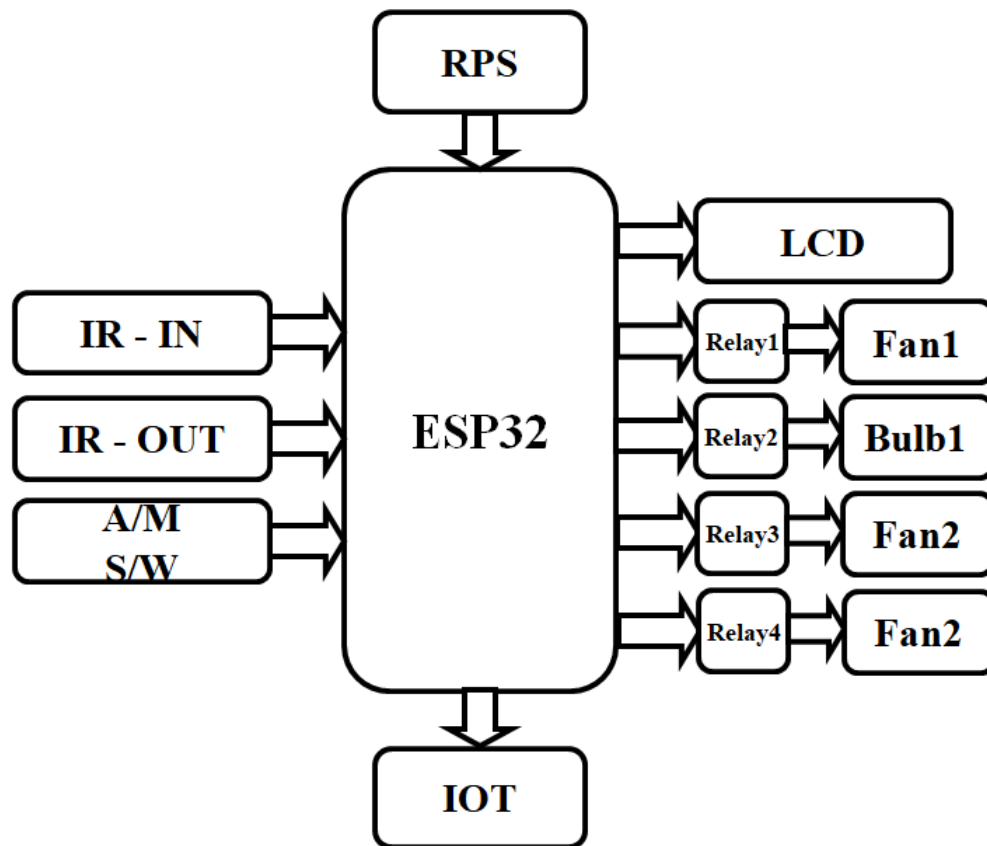 RPS
LCD
IR - IN
Relay1
Fan1
IR - OUT
ESP32
Relay2
Bulb1
A/M
S/W
Relay3
Fan2
Relay4
Fan2
IOT